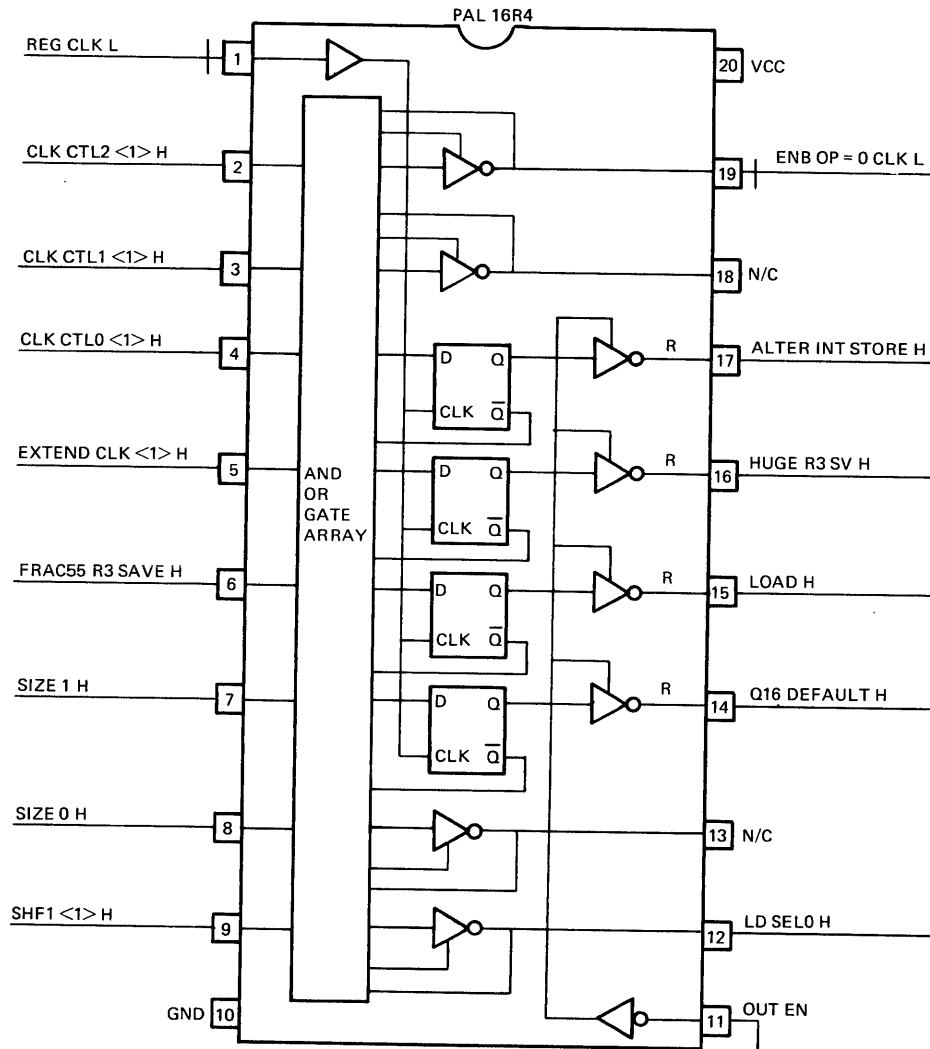 PAL 16R4
REG CLK L
1
20 VCC
CLK CTL2 <1> H
2
19
ENB OP = 0 CLK L
CLK CTL1 <1> H
3
18 N/C
CLK CTL0 <1> H
4
D Q
CLK Q
R
17
ALTER INT STORE H
EXTEND CLK <1> H
5
AND
OR
GATE
ARRAY
D Q
CLK Q
R
16
HUGE R3 SV H
FRAC55 R3 SAVE H
6
D Q
CLK Q
R
15
LOAD H
SIZE 1 H
7
D Q
CLK Q
R
14
Q16 DEFAULT H
SIZE 0 H
8
13 N/C
SHF1 <1> H
9
12
LD SEL0 H
GND 10
11
OUT EN